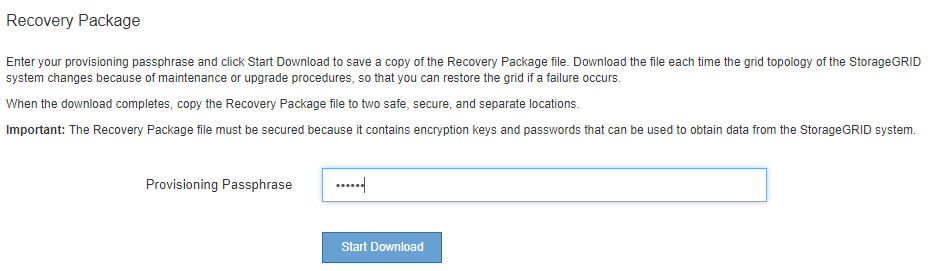 Recovery Package
Enter your provisioning passphrase and click Start Download to save a copy of the Recovery Package file. Download the file each time the grid topology of the StorageGRID
system changes because of maintenance or upgrade procedures, so that you can restore the grid if a failure occurs.
When the download completes, copy the Recovery Package file to two safe, secure, and separate locations.
Important: The Recovery Package file must be secured because it contains encryption keys and passwords that can be used to obtain data from the StorageGRID system.
Provisioning Passphrase
••••••
Start Download